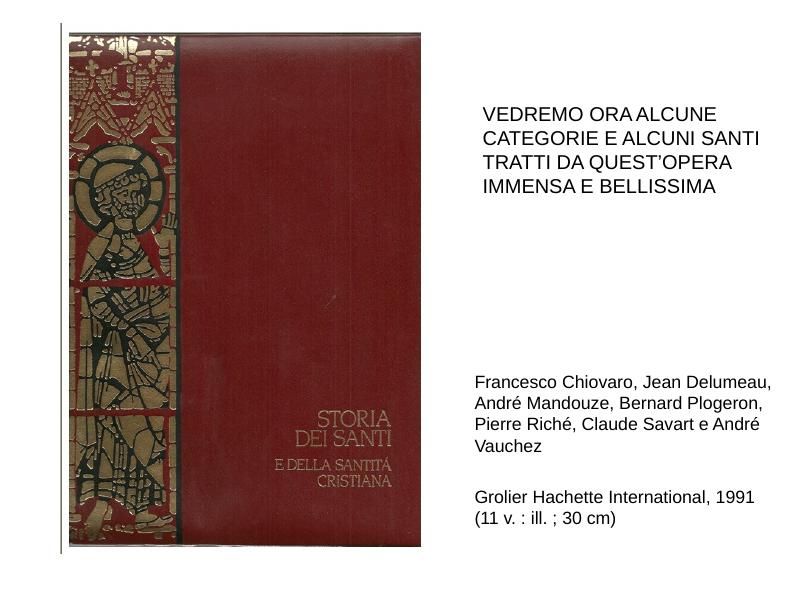 VEDREMO ORA ALCUNE
CATEGORIE E ALCUNI SANTI
TRATTI DA QUEST’OPERA
IMMENSA E BELLISSIMA
STORIA
DEI SANTI
E DELLA SANTITÁ
CRISTIANA
Francesco Chiovaro, Jean Delumeau,
André Mandouze, Bernard Plogeron,
Pierre Riché, Claude Savart e André
Vauchez
Grolier Hachette International, 1991
(11 v. : ill. ; 30 cm)